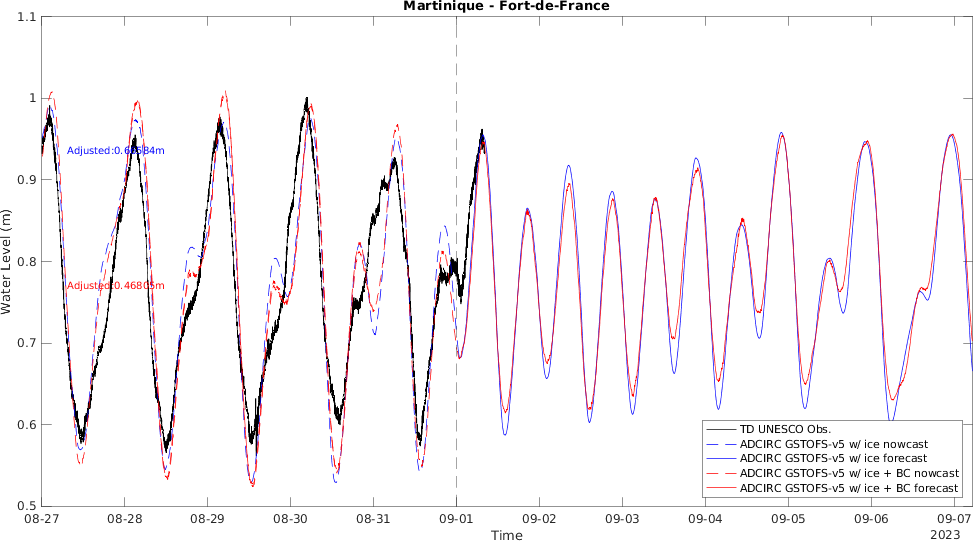 Martinique - Fort-de-France
1.1
1
0.9
0.8
0.7
0.6
0.5
Water Level (m)
Adjusted:0.46805m
TD UNESCO Obs.
ADCIRC GSTOFS-v5 w/ ice nowcast
ADCIRC GSTOFS-v5 w/ ice forecast
ADCIRC GSTOFS-v5 w/ ice + BC nowcast
ADCIRC GSTOFS-v5 w/ ice + BC forecast
08-27 08-28 08-29 08-30 08-31 09-01 09-02 09-03 09-04 09-05 09-06 09-07
Time
2023